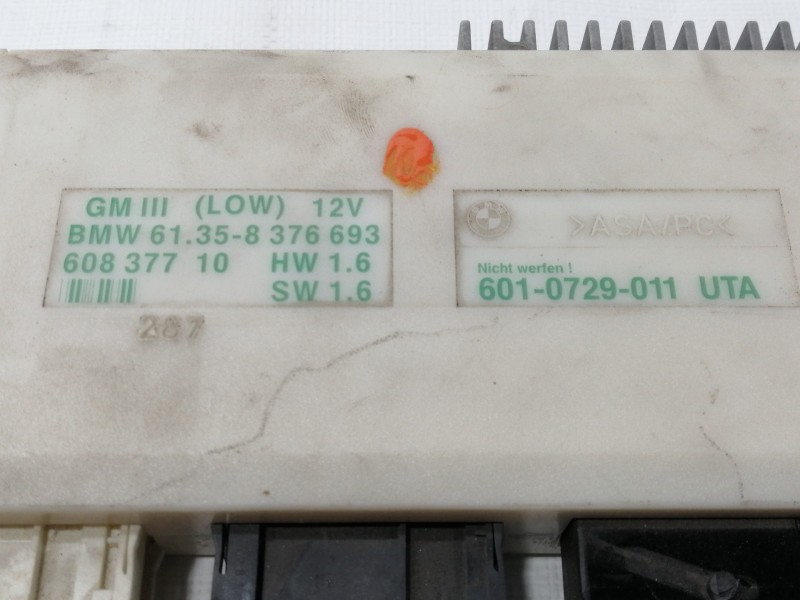 GM III (LOW) 12V
BMW 61.35-8 376 693
608 377 10 HW 1.6
SW 1.6
>ASA/PC<
Nicht werfen !
601-0729-011 UTA
287